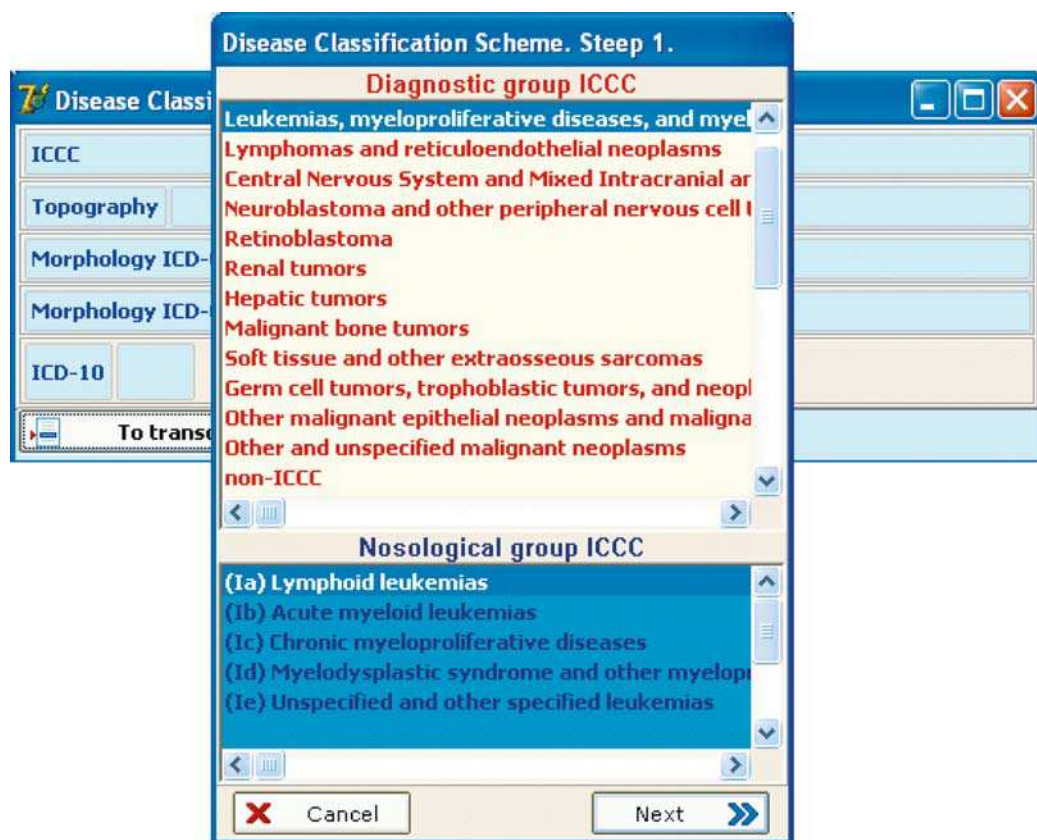 Disease Classification Scheme. Steep 1.
Diagnostic group ICCC
Leukemias, myeloproliferative diseases, and myel
Lymphomas and reticuloendothelial neoplasms
Central Nervous System and Mixed Intracranial ar
Neuroblastoma and other peripheral nervous cell t
Retinoblastoma
Renal tumors
Hepatic tumors
Malignant bone tumors
Soft tissue and other extraosseous sarcomas
Germ cell tumors, trophoblastic tumors, and neopl
Other malignant epithelial neoplasms and maligna
Other and unspecified malignant neoplasms
non-ICCC
Nosological group ICCC
(Ia) Lymphoid leukemias
(Ib) Acute myeloid leukemias
(Ic) Chronic myeloproliferative diseases
(Id) Myelodysplastic syndrome and other myelopr
(Ie) Unspecified and other specified leukemias
Cancel
Next
Disease Classi
ICCC
Topography
Morphology ICD-
Morphology ICD-
ICD-10
To transc